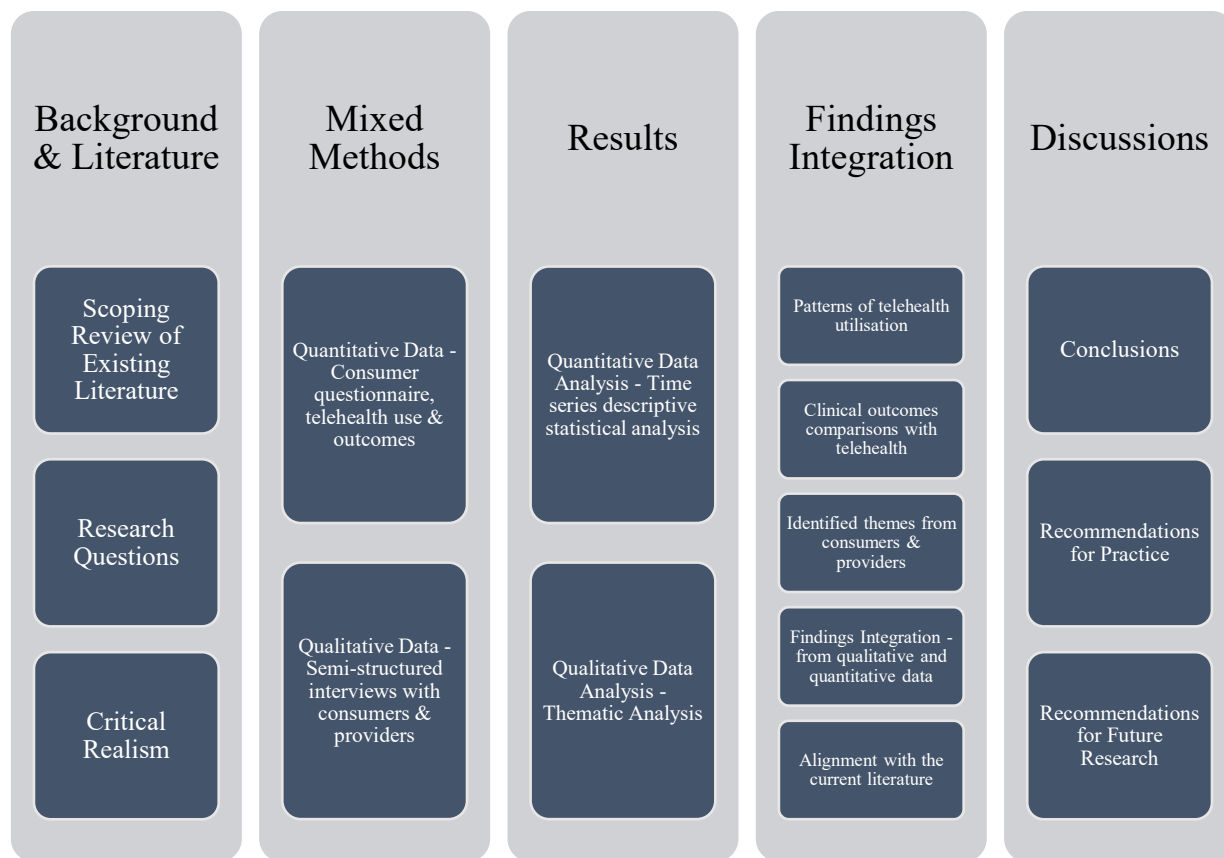 Background
& Literature
Scoping
Review of
Existing
Literature
Research
Questions
Critical
Realism
Mixed
Methods
Quantitative Data -
Consumer
questionnaire,
telehealth use &
outcomes
Qualitative Data -
Semi-structured
interviews with
consumers &
providers
Results
Quantitative Data
Analysis - Time
series descriptive
statistical analysis
Qualitative Data
Analysis -
Thematic Analysis
Findings
Integration
Patterns of telehealth
utilisation
Clinical outcomes
comparisons with
telehealth
Identified themes from
consumers &
providers
Findings Integration -
from qualitative and
quantitative data
Alignment with the
current literature
Discussions
Conclusions
Recommendations
for Practice
Recommendations
for Future
Research